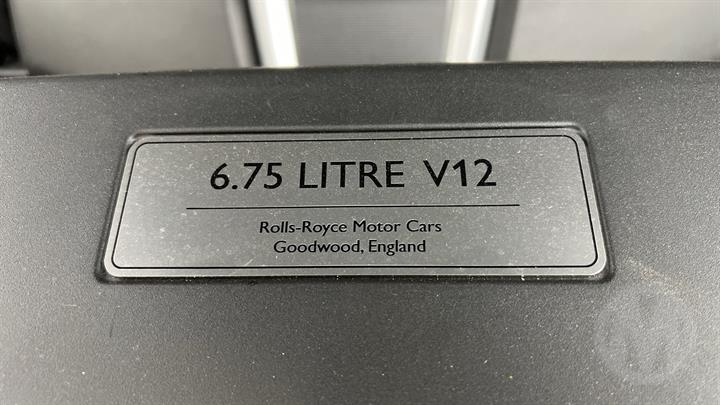 6.75 LITRE V12
Rolls-Royce Motor Cars
Goodwood, England
M